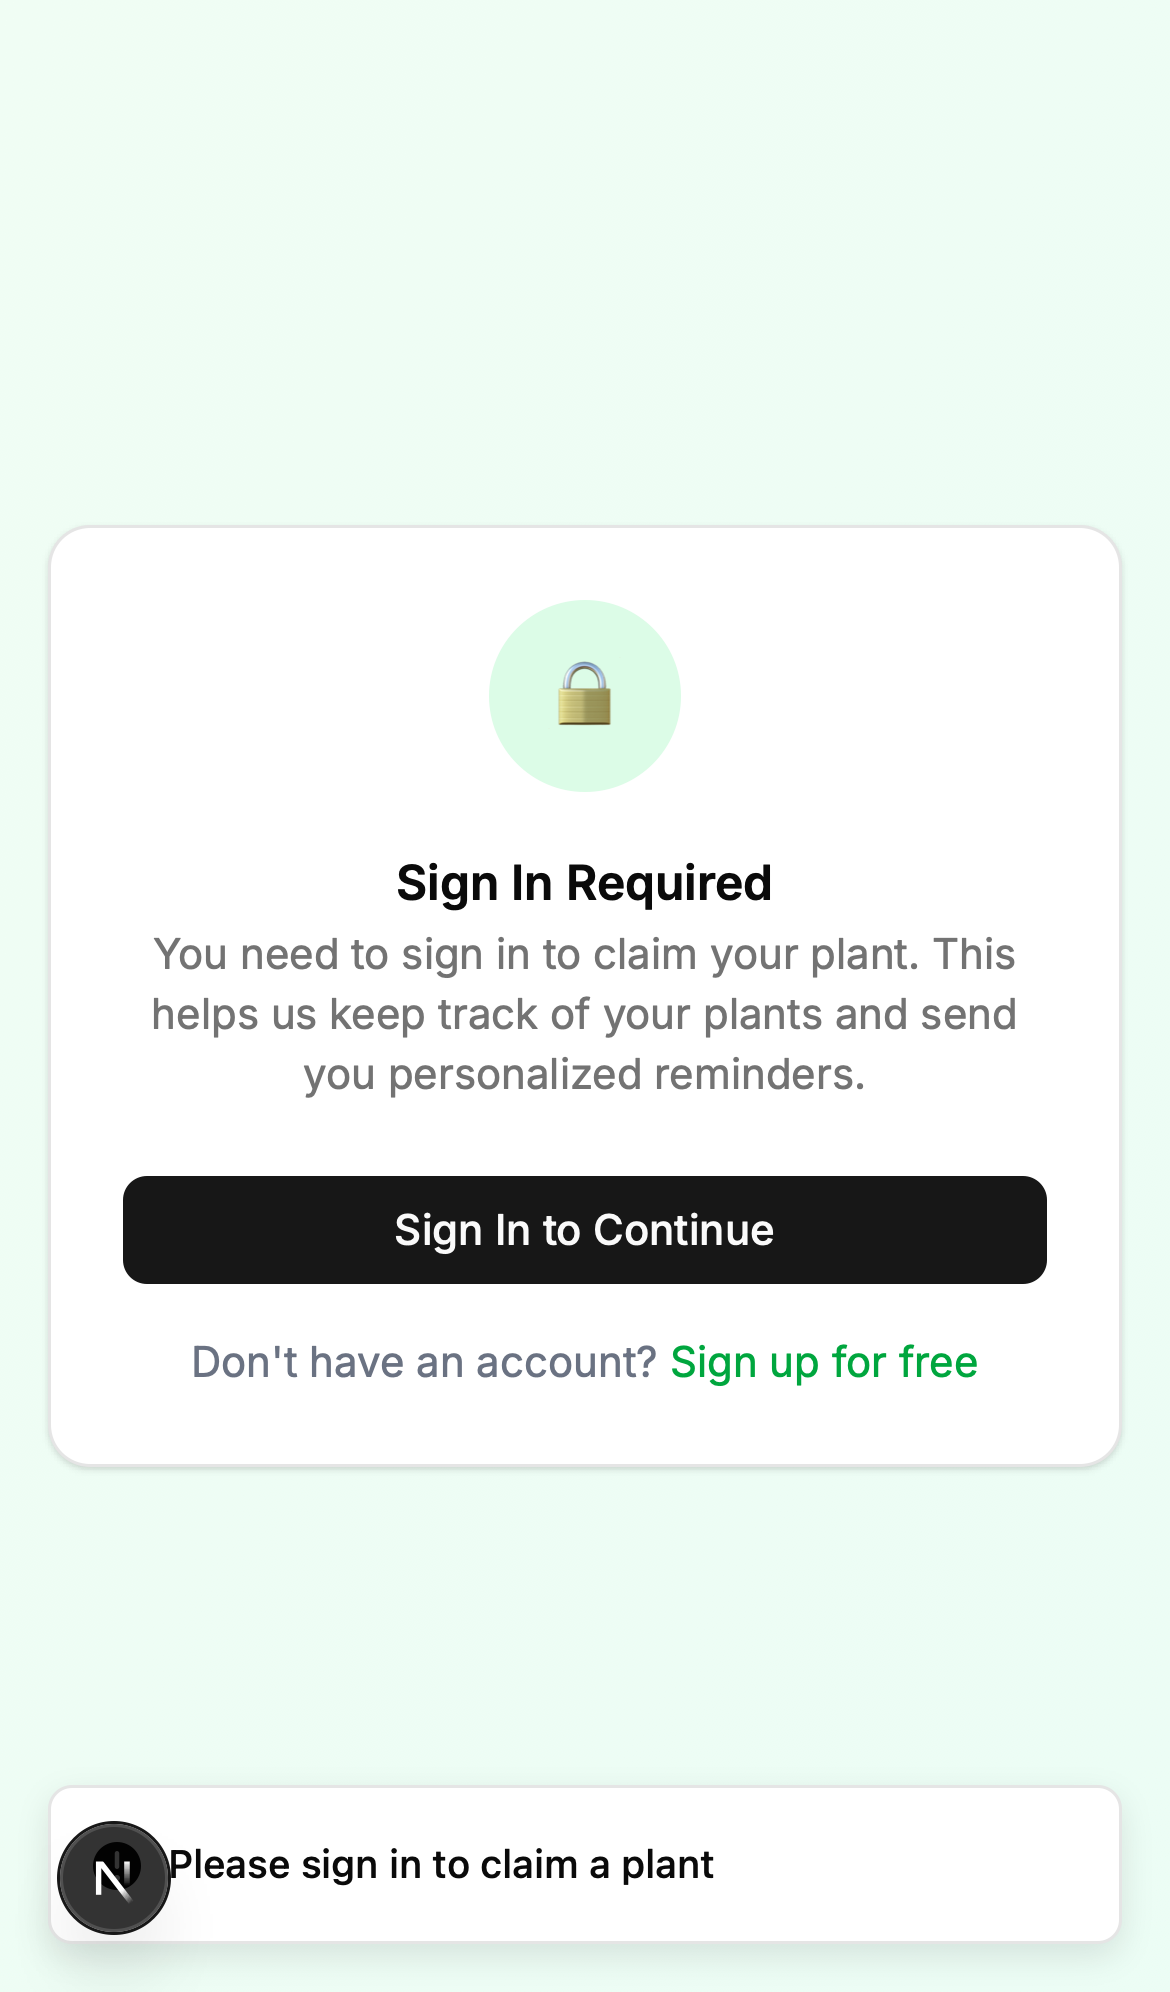 Sign In Required
You need to sign in to claim your plant. This
helps us keep track of your plants and send
you personalized reminders.
Sign In to Continue
Don't have an account? Sign up for free
N
Please sign in to claim a plant